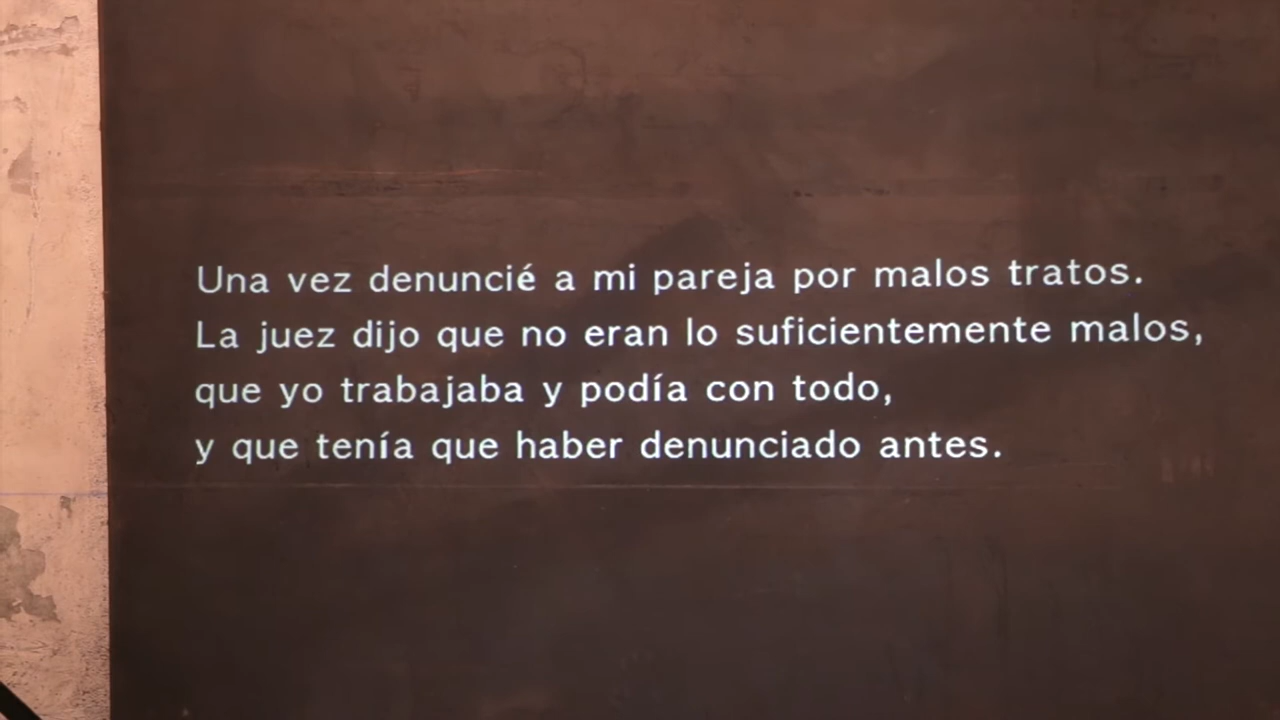 Una vez denuncié a mi pareja por malos tratos.
La juez dijo que no eran lo suficientemente malos,
que yo trabajaba y podía con todo,
y que tenía que haber denunciado antes.